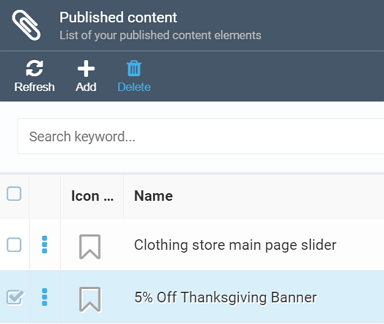 Published content
List of your published content elements
Refresh Add Delete
Search keyword...
Icon ... Name
Clothing store main page slider
5% Off Thanksgiving Banner